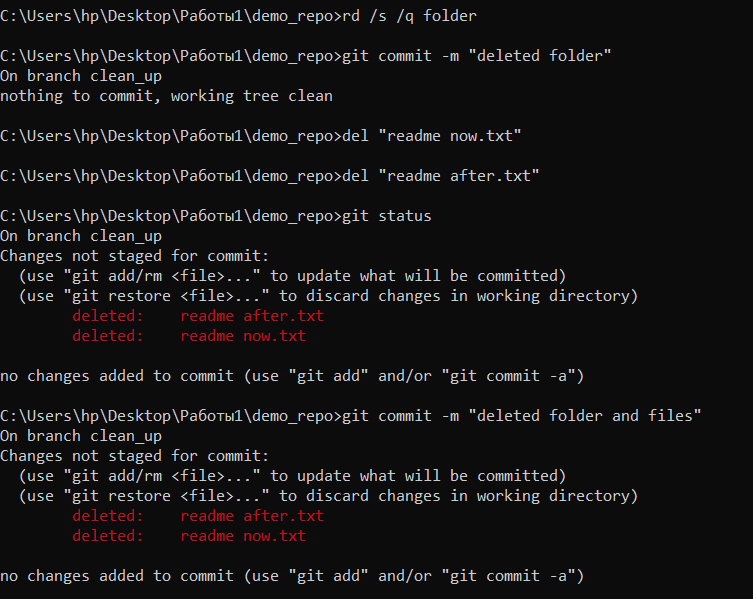 C:\Users\hp\Desktop\Работы1\demo_repo>rd /s /q folder
C:\Users\hp\Desktop\Работы1\demo_repo>git commit -m "deleted folder"
On branch clean_up
nothing to commit, working tree clean
C:\Users\hp\Desktop\Работы1\demo_repo>del "readme now.txt"
C:\Users\hp\Desktop\Работы1\demo_repo>del "readme after.txt"
C:\Users\hp\Desktop\Работы1\demo_repo>git status
On branch clean_up
Changes not staged for commit:
  (use "git add/rm <file>..." to update what will be committed)
  (use "git restore <file>..." to discard changes in working directory)
        deleted:    readme after.txt
        deleted:    readme now.txt
no changes added to commit (use "git add" and/or "git commit -a")
C:\Users\hp\Desktop\Работы1\demo_repo>git commit -m "deleted folder and files"
On branch clean_up
Changes not staged for commit:
  (use "git add/rm <file>..." to update what will be committed)
  (use "git restore <file>..." to discard changes in working directory)
        deleted:    readme after.txt
        deleted:    readme now.txt
no changes added to commit (use "git add" and/or "git commit -a")